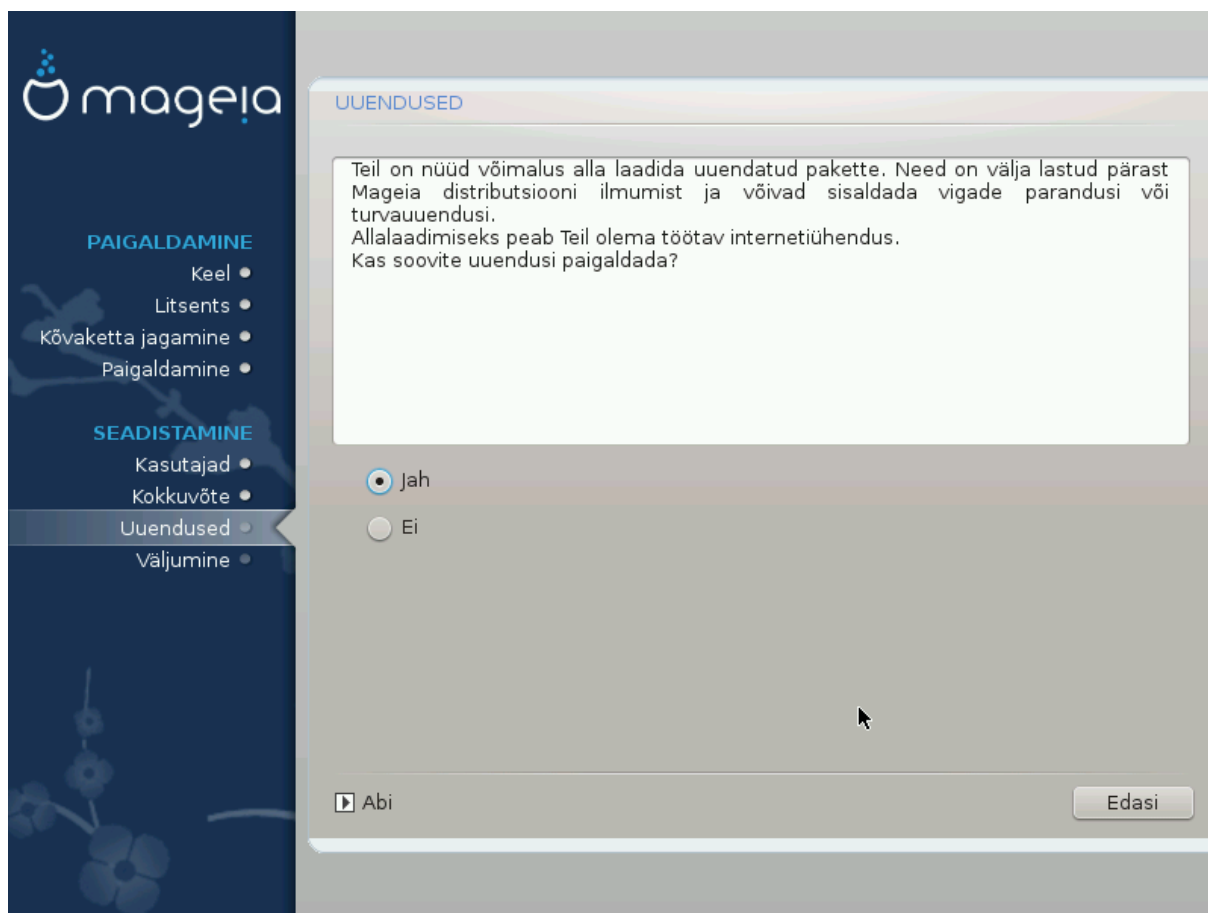 mageia
PAIGALDAMINE
Keel
Litsents
Kõvaketta jagamine
Paigaldamine
SEADISTAMINE
Kasutajad
Kokkuvõte
Uuendused
Väljumine
UUENDUSED
Teil on nüüd võimalus alla laadida uuendatud pakette. Need on välja lastud pärast
Mageia distributsiooni ilmumist ja võivad sisaldada vigade parandusi või
turvauuendusi.
Allalaadimiseks peab Teil olema töötav internetiühendus.
Kas soovite uuendusi paigaldada?
Jah
Ei
Abi
Edasi